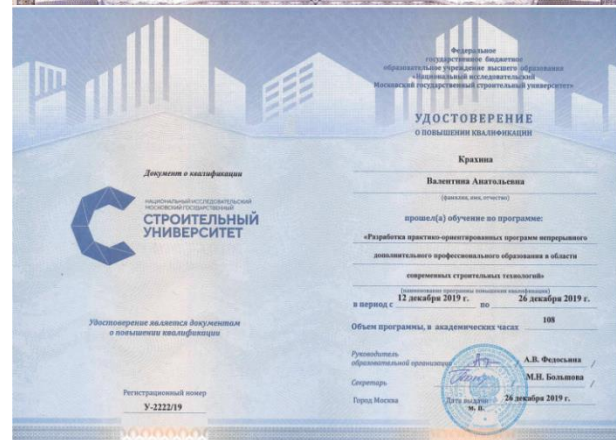 Документ о квалификации
НАЦИОНАЛЬНЫЙ ИССЛЕДОВАТЕЛЬСКИЙ
МОСКОВСКИЙ ГОСУДАРСТВЕННЫЙ
СТРОИТЕЛЬНЫЙ
УНИВЕРСИТЕТ
Удостоверение является документом
о повышении квалификации
Регистрационный номер
У-2222/19
Федеральное
государственное бюджетное
образовательное учреждение высшего образования
«Национальный исследовательский
Московский государственный строительный университет»
УДОСТОВЕРЕНИЕ
О ПОВЫШЕНИИ КВАЛИФИКАЦИИ
Крахина
Валентина Анатольевна
(фамилия, имя, отчество)
прошел(а) обучение по программе:
«Разработка практико-ориентированных программ непрерывного
дополнительного профессионального образования в области
современных строительных технологий»
(наименование программы повышения квалификации)
в период с 12 декабря 2019 г. по 26 декабря 2019 г.
Объем программы, в академических часах 108
Руководитель
образовательной организации А.В. Федосьина /
Секретарь М.Н. Большова /
Город Москва Дата выдачи 26 декабря 2019 г.
М. П.